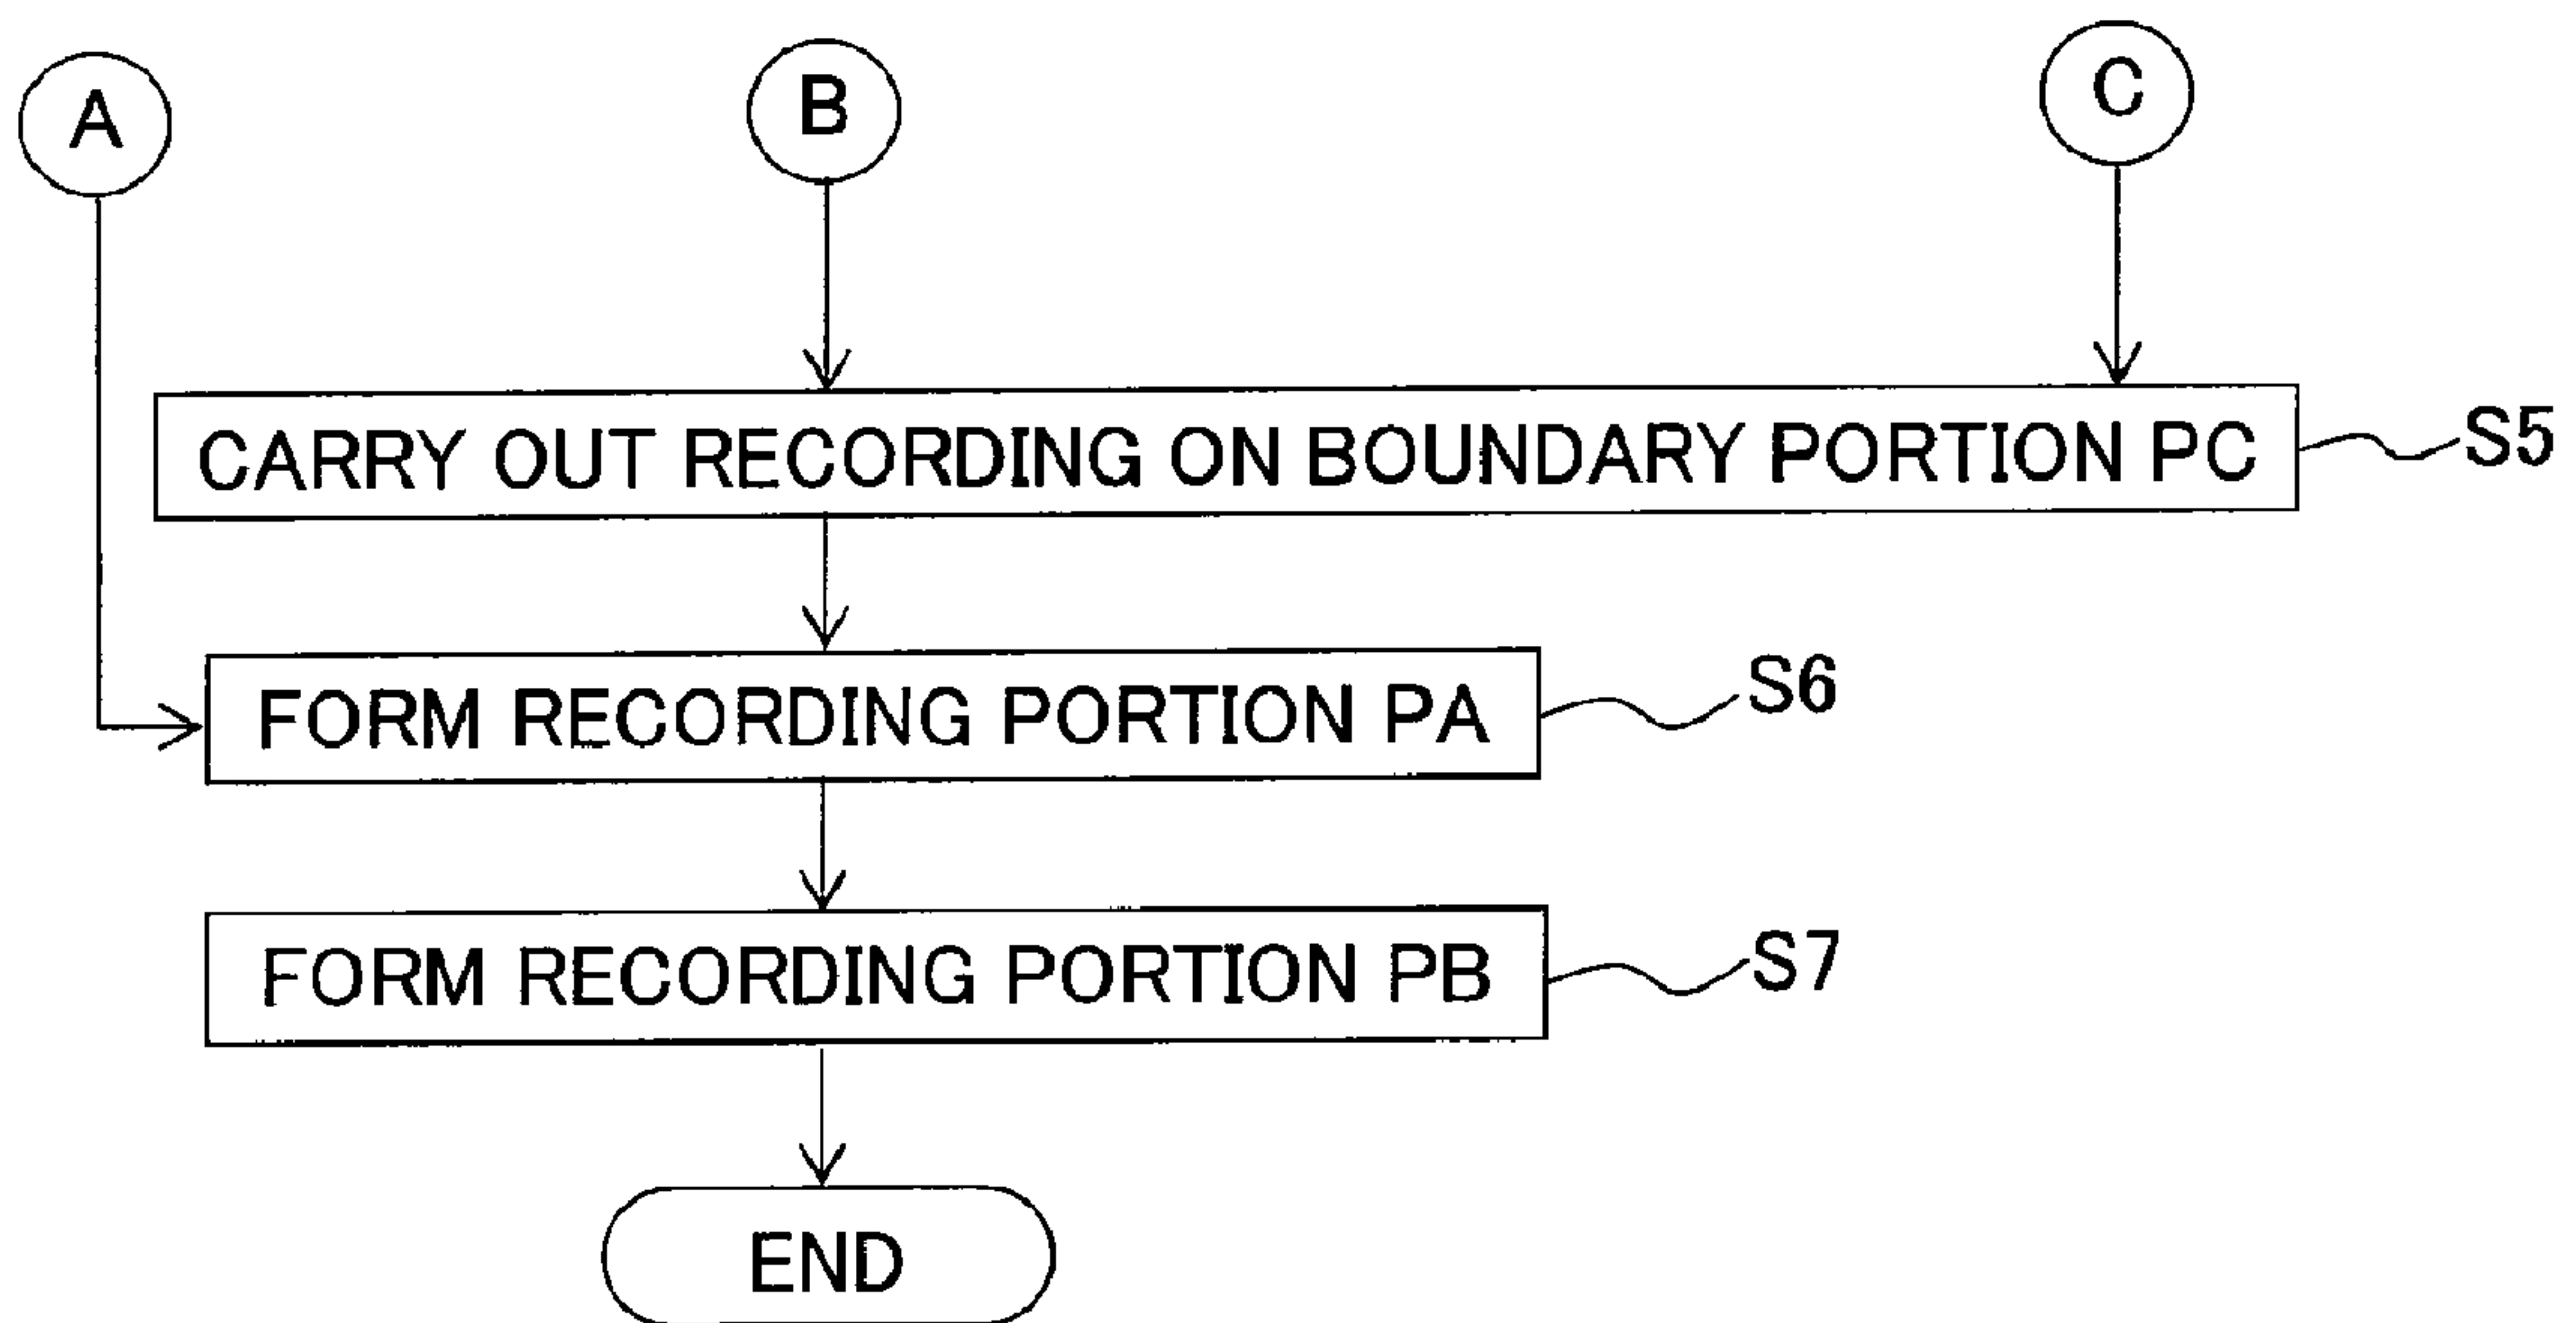 A
B
C
CARRY OUT RECORDING ON BOUNDARY PORTION PC
S5
FORM RECORDING PORTION PA
S6
FORM RECORDING PORTION PB
S7
END